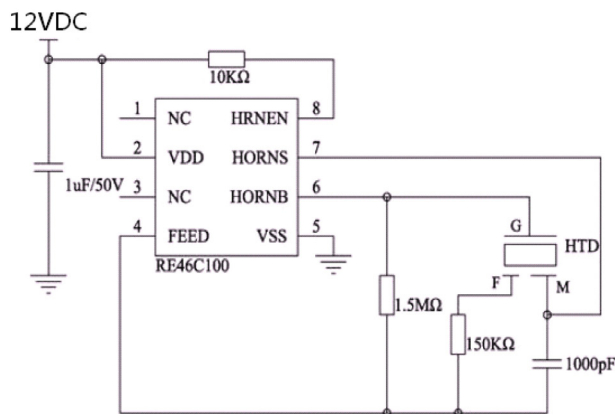 12VDC
10KΩ
1 NC HRNEN 8
2 VDD HORNS 7
1uF/50V
3 NC HORNB 6
4 FEED VSS 5
RE46C100
G
HTD
F M
1.5MΩ
150KΩ
1000pF